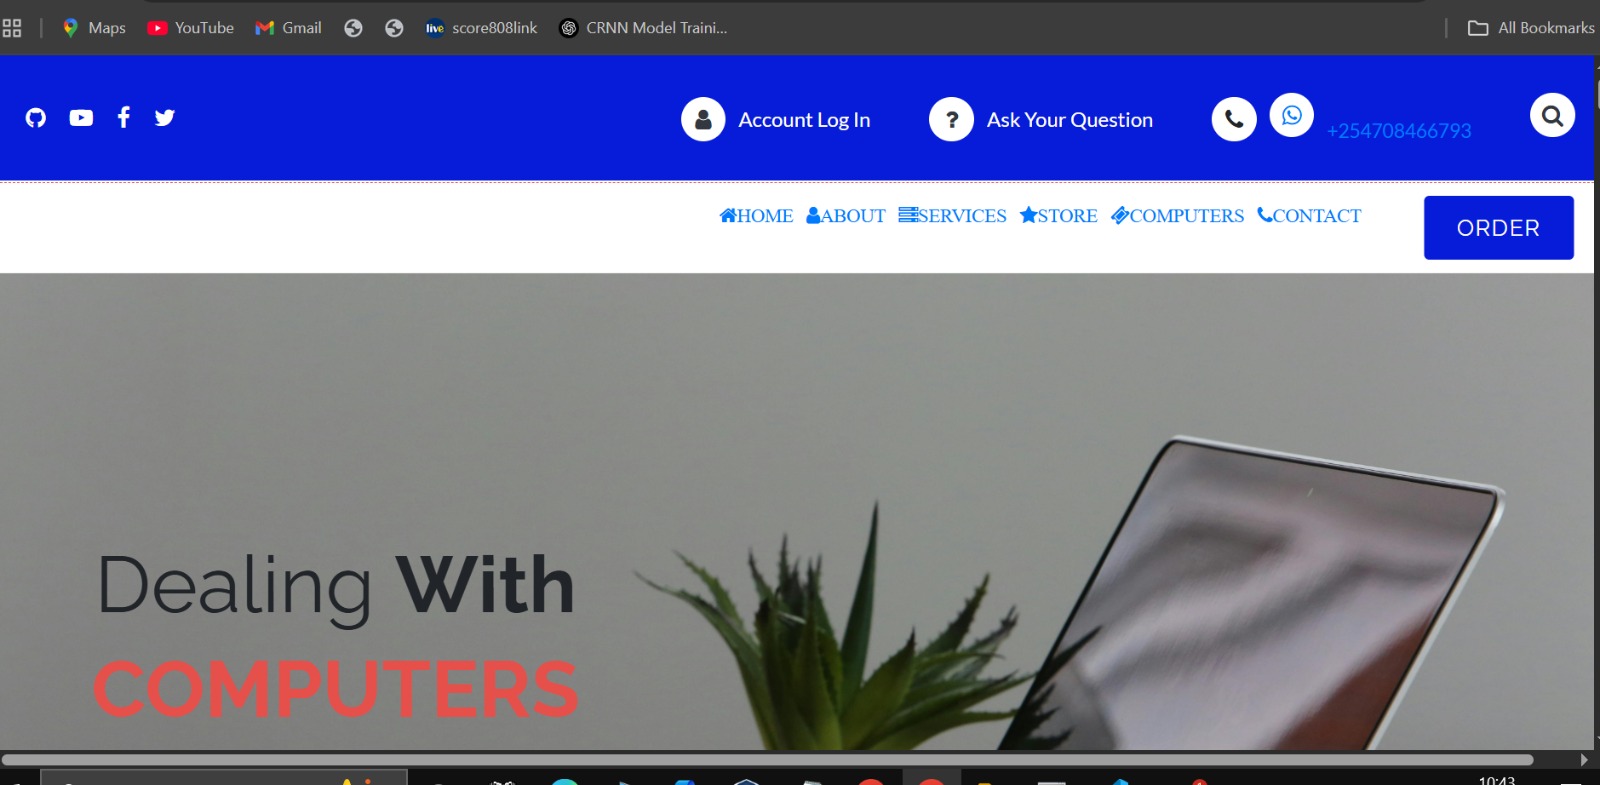 Maps YouTube Gmail live score808link CRNN Model Traini... All Bookmarks
Account Log In ? Ask Your Question +254708466793
HOME ABOUT SERVICES STORE COMPUTERS CONTACT ORDER
Dealing With
COMPUTERS
10:43